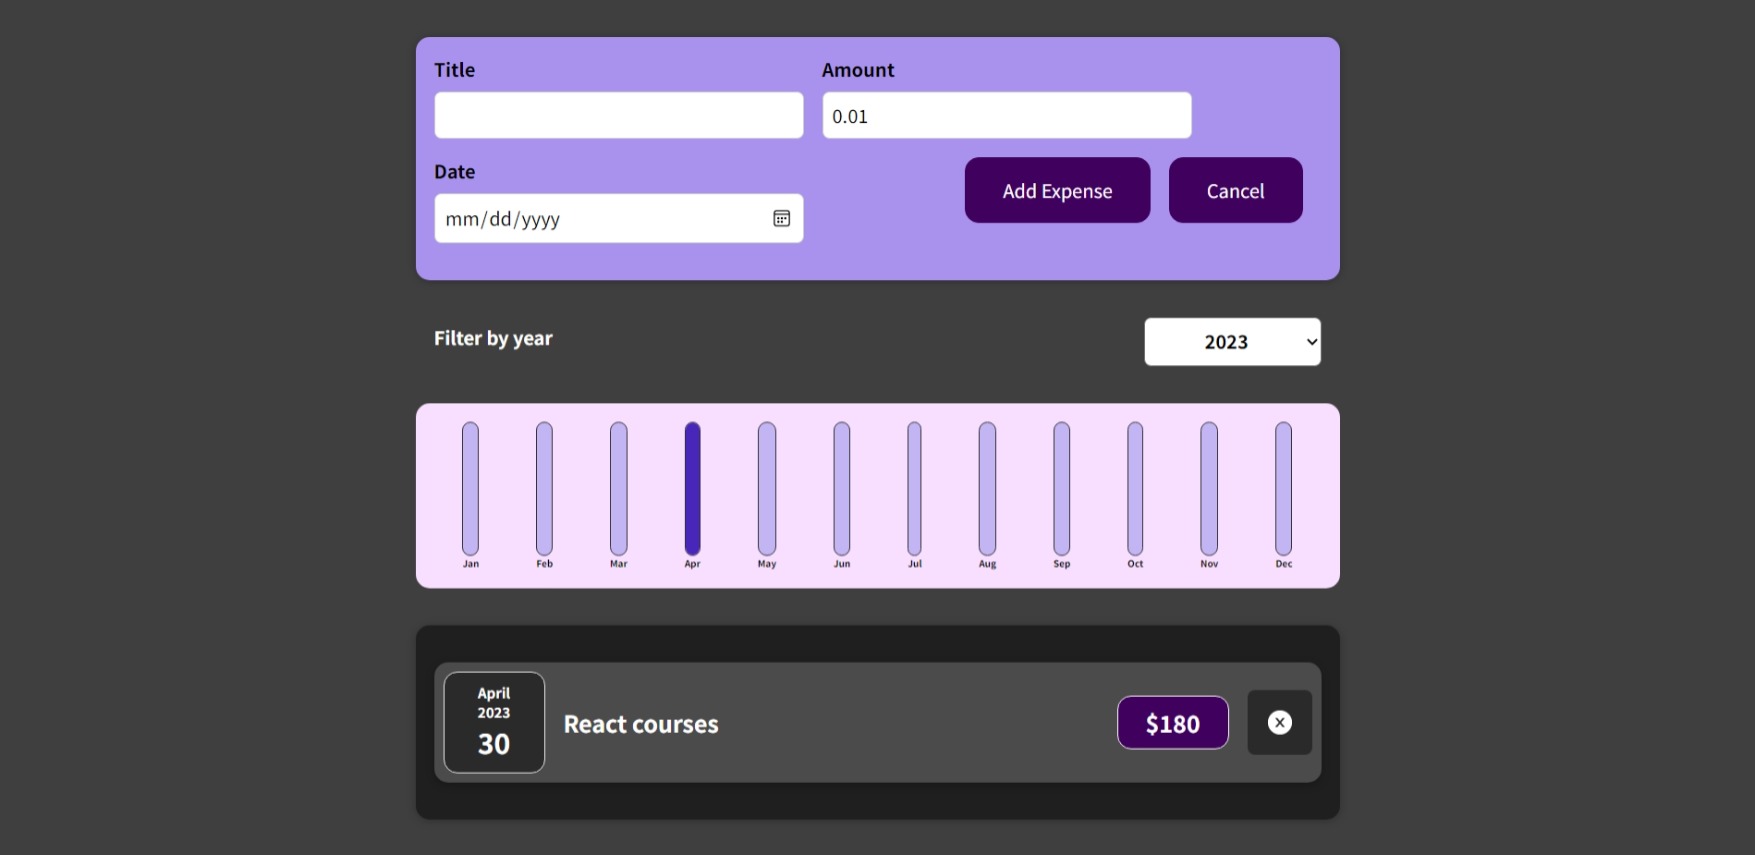 Title
Amount
0.01
Date
mm/dd/yyyy
Add Expense
Cancel
Filter by year
2023
Jan
Feb
Mar
Apr
May
Jun
Jul
Aug
Sep
Oct
Nov
Dec
April
2023
30
React courses
$180